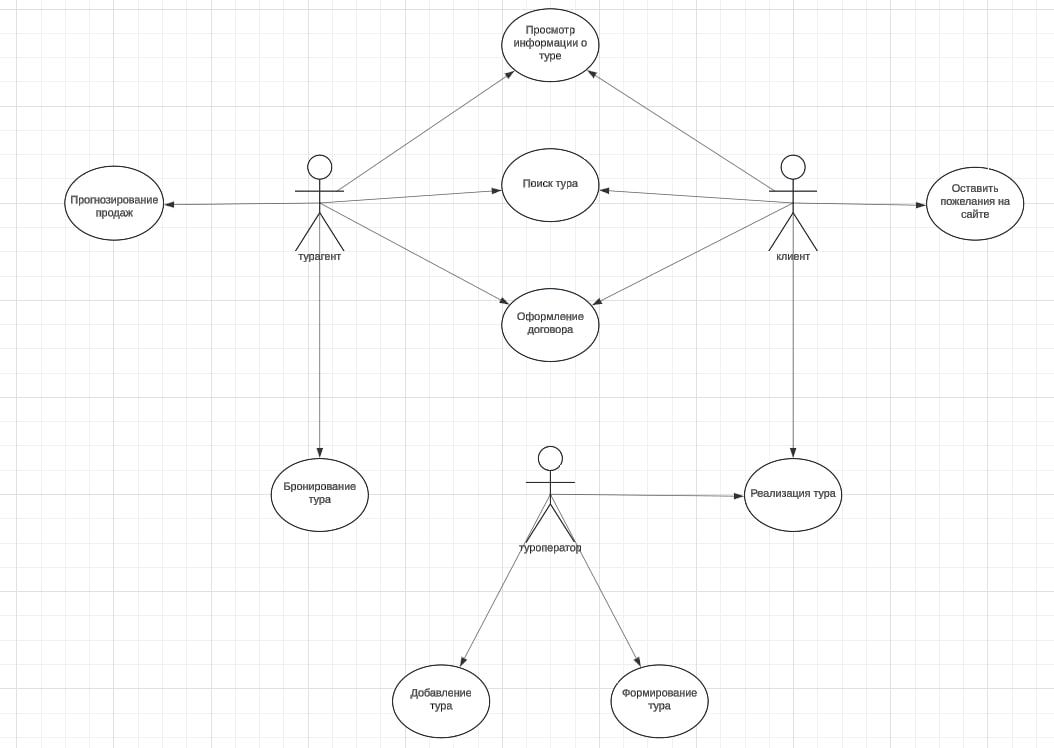 Просмотр
информации о
туре
Прогнозирование
продаж
Поиск тура
Оставить
пожелания на
сайте
турагент
клиент
Оформление
договора
Бронирование
тура
Реализация тура
туроператор
Добавление
тура
Формирование
тура